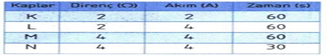 Kaplar Direnç (Ω) Akım (A) Zaman (s)
K 2 2 60
L 2 4 60
M 4 4 60
N 4 4 30